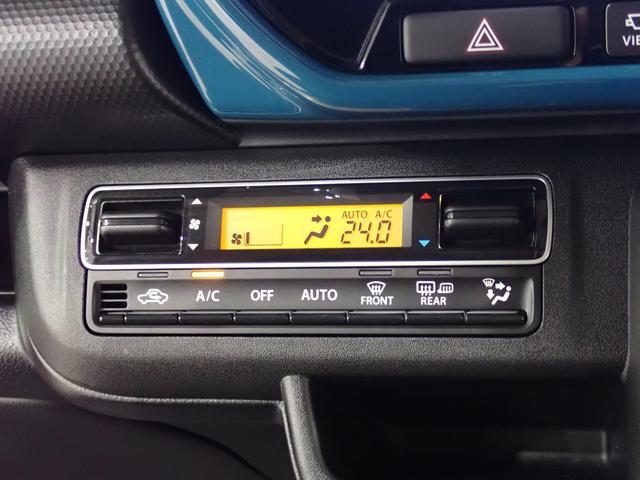 VIE
AUTO A/C
24.0
A/C OFF AUTO FRONT REAR